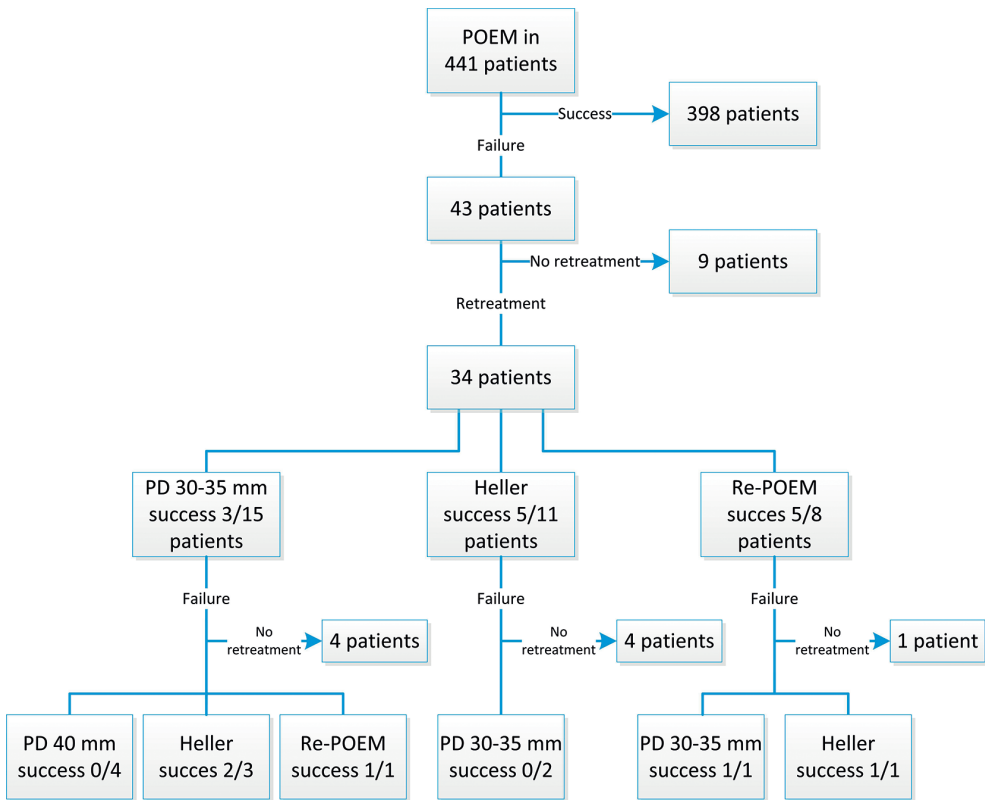 POEM in
441 patients
Success
398 patients
Failure
43 patients
No retreatment
9 patients
Retreatment
34 patients
PD 30-35 mm
success 3/15
patients
Heller
success 5/11
patients
Re-POEM
succes 5/8
patients
Failure
Failure
Failure
No
retreatment
4 patients
No
retreatment
4 patients
No
retreatment
1 patient
PD 40 mm
success 0/4
Heller
succes 2/3
Re-POEM
success 1/1
PD 30-35 mm
success 0/2
PD 30-35 mm
success 1/1
Heller
success 1/1